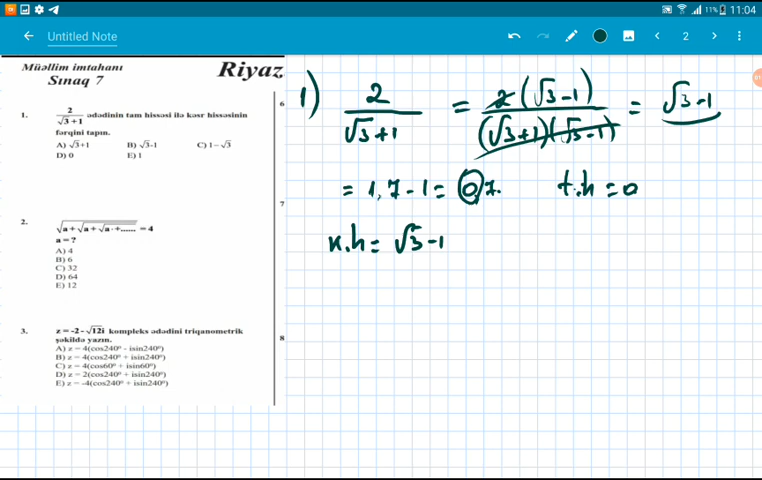 11% 11:04
Untitled Note
2
Müəllim imtahanı
Sınaq 7
Riyaz
1. 2/(√3+1) ədədinin tam hissəsi ilə kəsr hissəsinin
fərqini tapın.
A) √3+1 B) √3-1 C) 1-√3
D) 0 E) 1
2. √a+√a+√a+...... = 4
a = ?
A) 4
B) 6
C) 32
D) 64
E) 12
3. z = -2 - √12i kompleks ədədini triqanometrik
şəkildə yazın.
A) z = 4(cos240° - isin240°)
B) z = 4(cos240° + isin240°)
C) z = 4(cos60° + isin60°)
D) z = 2(cos240° + isin240°)
E) z = -4(cos240° + isin240°)
6
7
8
1) 2/(√3+1) = 2(√3-1)/((√3+1)(√3-1)) = √3-1
= 1,7-1 = 0,7. t.h = 0
k.h = √3-1